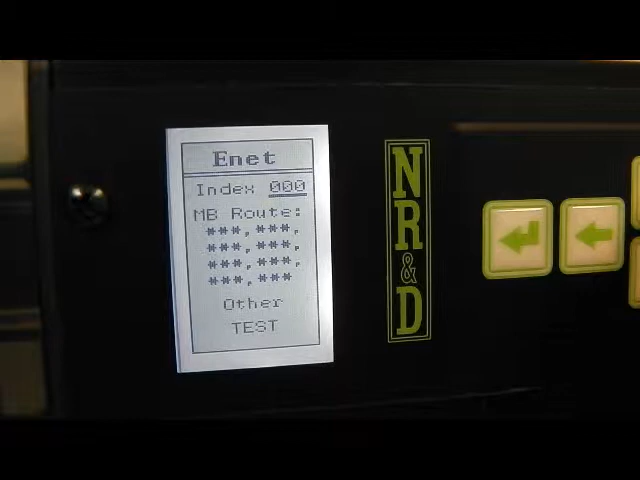 Enet
Index 000
MB Route:
***,***,
***,***,
***,***,
***,***
Other
TEST
NR&D